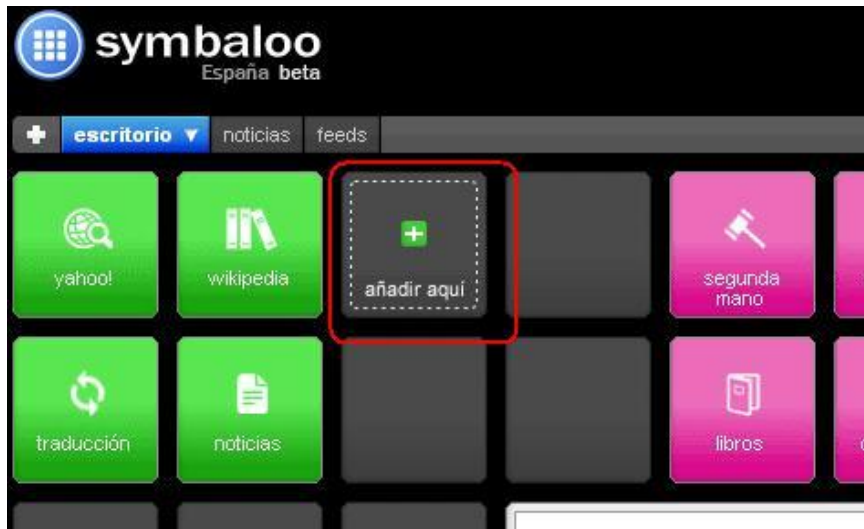 symbaloo
España beta
escritorio noticias feeds
yahoo!
wikipedia
añadir aquí
segunda
mano
traducción
noticias
libros